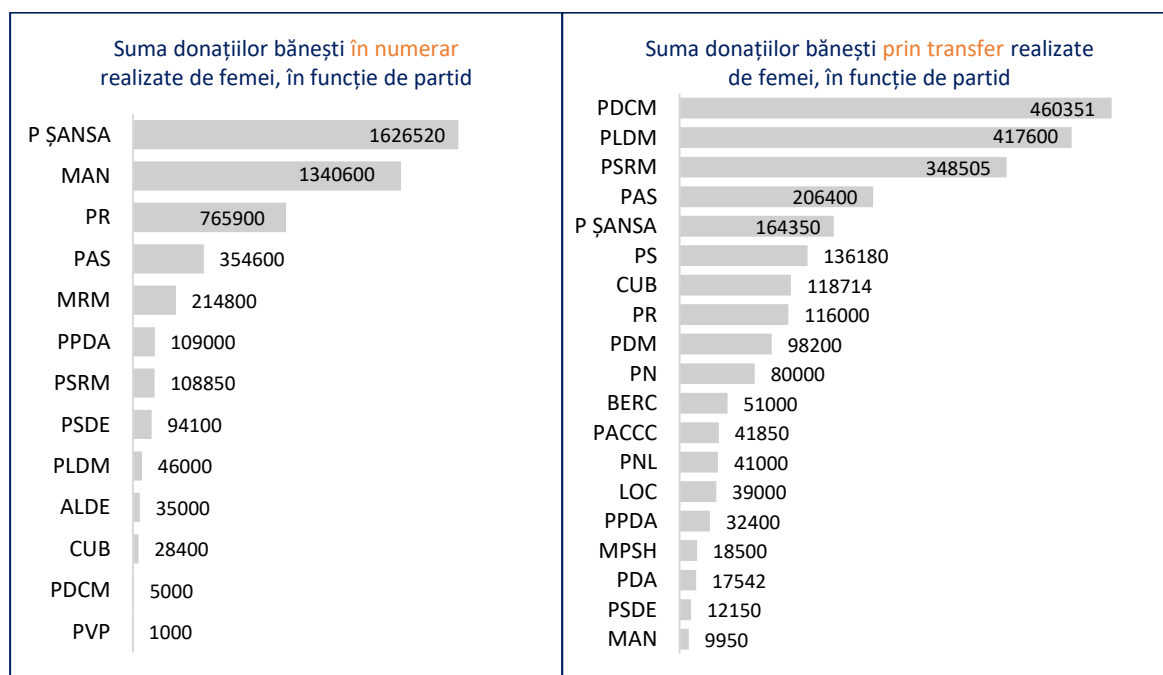 Suma donațiilor bănești în numerar
realizate de femei, în funcție de partid
P ȘANSA 1626520
MAN 1340600
PR 765900
PAS 354600
MRM 214800
PPDA 109000
PSRM 108850
PSDE 94100
PLDM 46000
ALDE 35000
CUB 28400
PDCM 5000
PVP 1000
Suma donațiilor bănești prin transfer realizate
de femei, în funcție de partid
PDCM 460351
PLDM 417600
PSRM 348505
PAS 206400
P ȘANSA 164350
PS 136180
CUB 118714
PR 116000
PDM 98200
PN 80000
BERC 51000
PACCC 41850
PNL 41000
LOC 39000
PPDA 32400
MPSH 18500
PDA 17542
PSDE 12150
MAN 9950